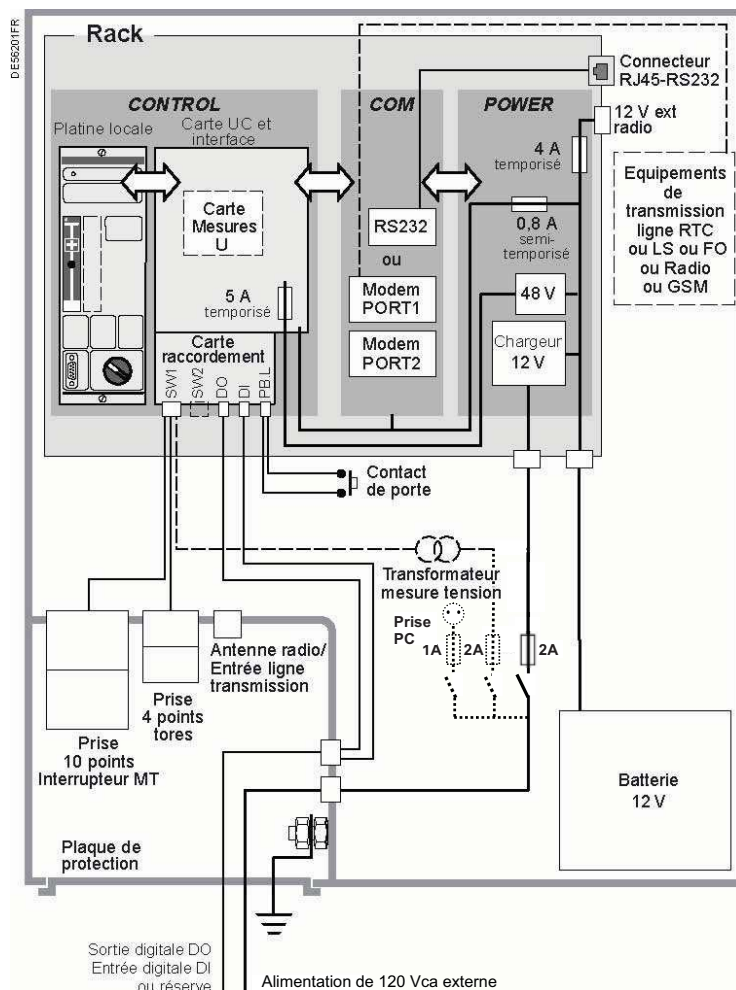 DE56201FR
Rack
Connecteur
RJ45-RS232
CONTROL
COM
POWER
12 V ext
radio
Platine locale
Carte UC et
interface
4 A
temporisé
Carte
Mesures
U
RS232
ou
0,8 A
semi-
temporisé
Equipements
de
transmission
ligne RTC
ou LS ou FO
ou Radio
ou GSM
5 A
temporisé
Modem
PORT1
48 V
Modem
PORT2
Chargeur
12 V
Carte
raccordement
SW1
SW2
DO
DI
PB.L
Contact
de porte
Transformateur
mesure tension
Prise
PC
1A
2A
2A
Antenne radio/
Entrée ligne
transmission
Prise
4 points
tores
Prise
10 points
Interrupteur MT
Batterie
12 V
Plaque de
protection
Sortie digitale DO
Entrée digitale DI
ou réserve
Alimentation de 120 Vca externe